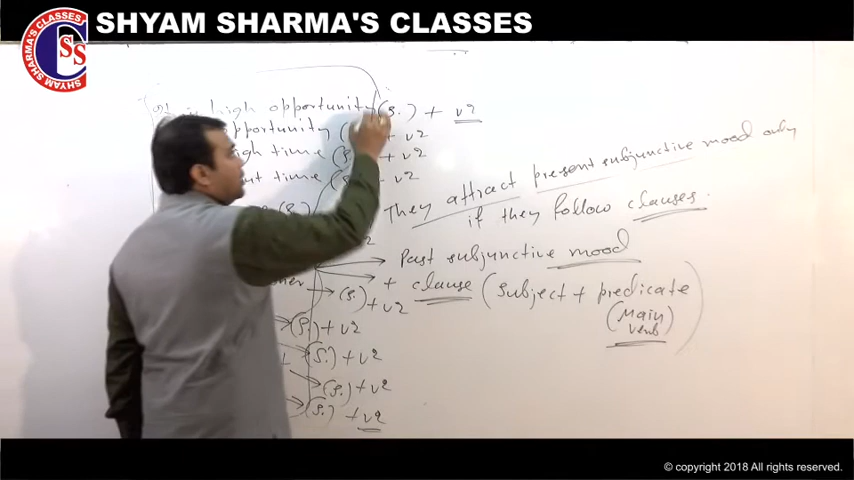 SHYAM SHARMA'S CLASSES
SHYAM SHARMA'S CLASSES
CSS
high opportunity (S.) + V2
opportunity + V2
high time (S.) + V2
time (S.) + V2
(S.)
They attract present subjunctive mood only
if they follow clauses.
Past subjunctive mood
+ clause (Subject + predicate
(Main
verb)
(S.) + V2
(S.) + V2
(S.) + V2
(S.) + V2
(S.) + V2
© copyright 2018 All rights reserved.